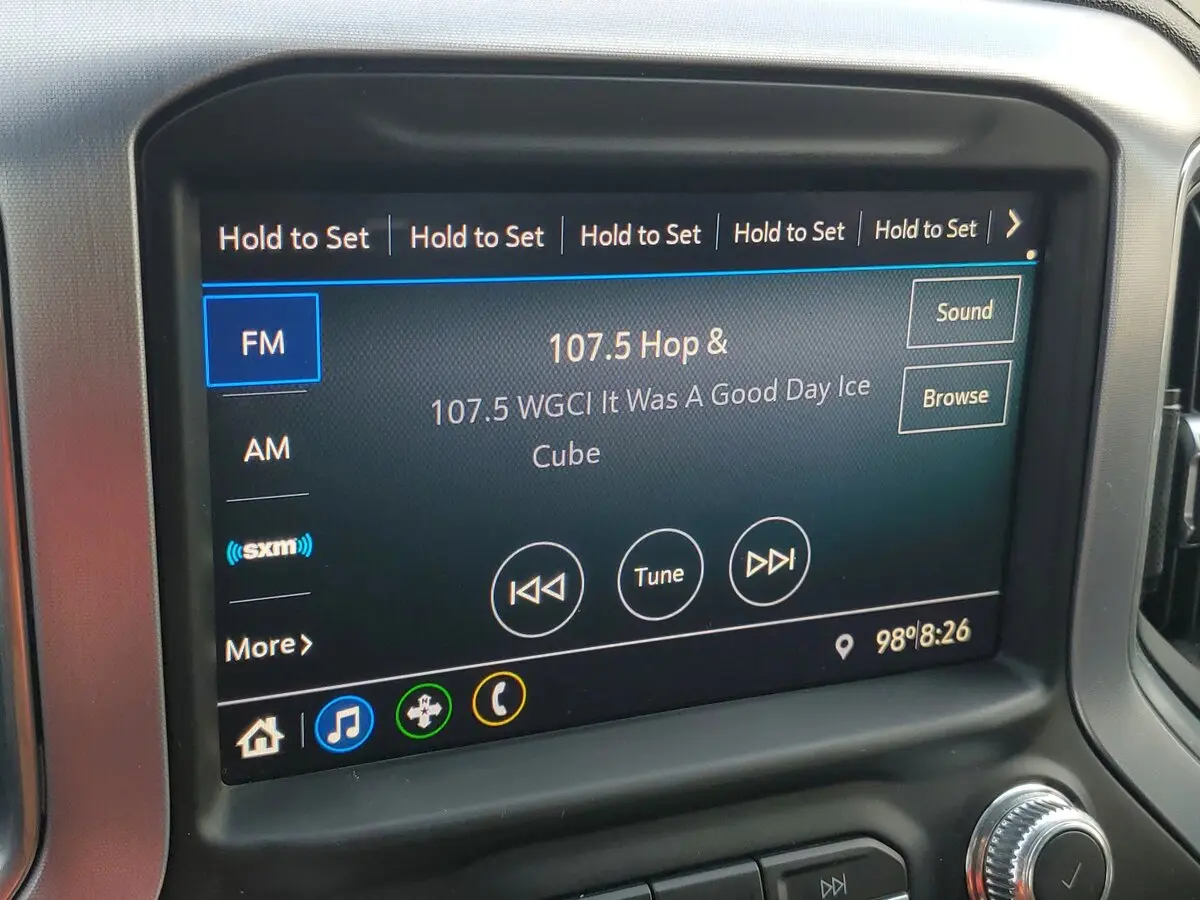 Hold to Set Hold to Set Hold to Set Hold to Set Hold to Set
FM
107.5 Hop &
Sound
107.5 WGCI It Was A Good Day Ice
Cube
Browse
AM
sxm
Tune
More
98°|8:26